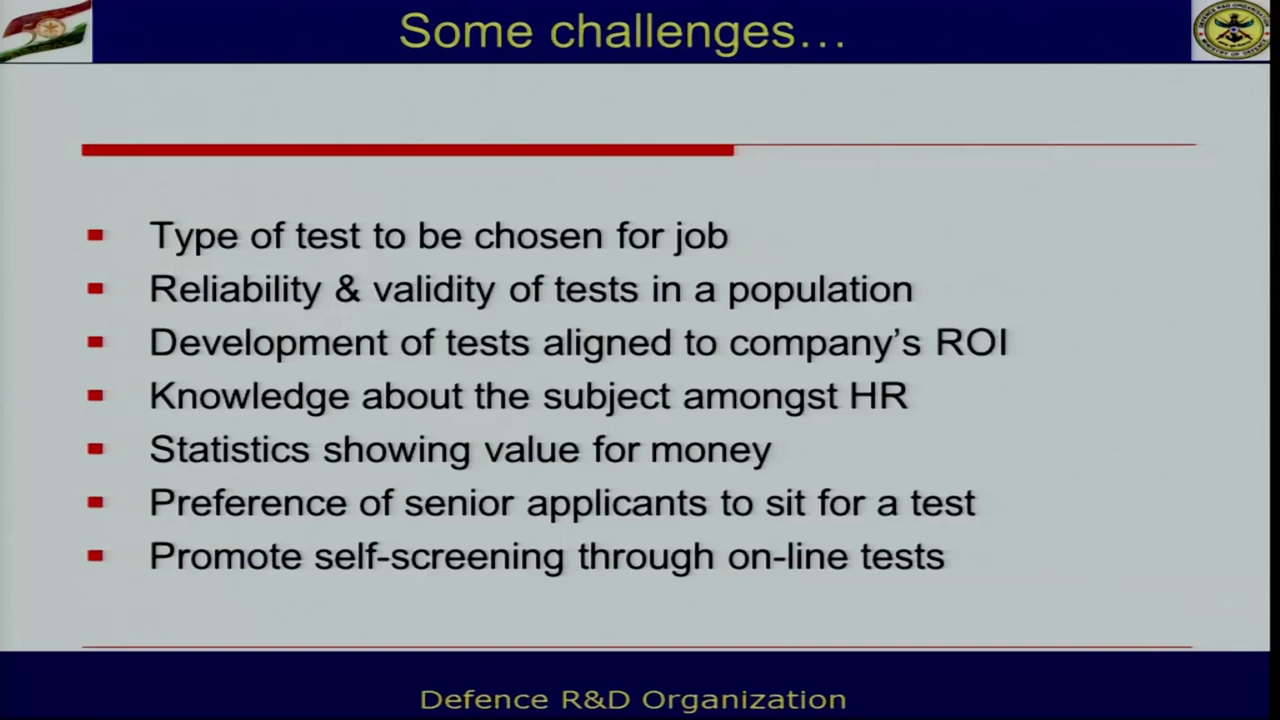 Some challenges...
Type of test to be chosen for job
Reliability & validity of tests in a population
Development of tests aligned to company's ROI
Knowledge about the subject amongst HR
Statistics showing value for money
Preference of senior applicants to sit for a test
Promote self-screening through on-line tests
Defence R&D Organization